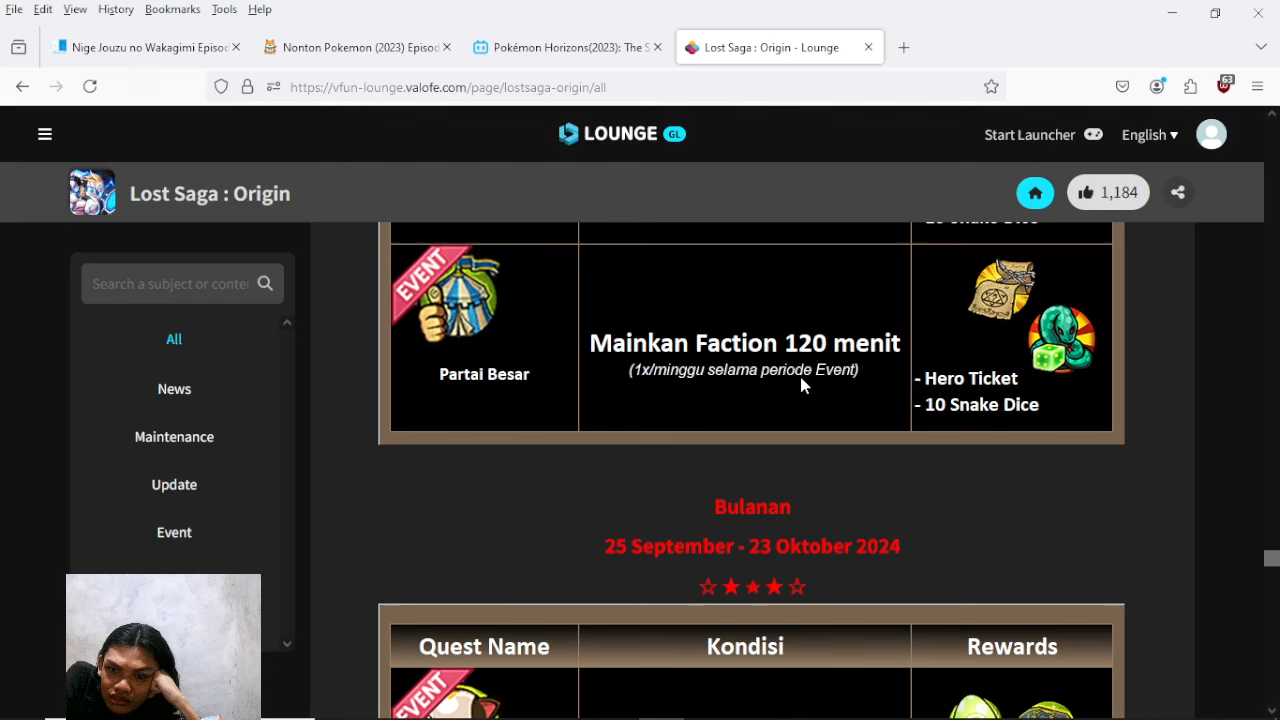 File Edit View History Bookmarks Tools Help
Nige Jouzu no Wakagimi Episod
Nonton Pokemon (2023) Episod
Pokémon Horizons(2023): The S
Lost Saga : Origin - Lounge
https://vfun-lounge.valofe.com/page/lostsaga-origin/all
63
LOUNGE GL
Start Launcher
English ▾
Lost Saga : Origin
1,184
Search a subject or conten
All
News
Maintenance
Update
Event
EVENT
Partai Besar
Mainkan Faction 120 menit
(1x/minggu selama periode Event)
- Hero Ticket
- 10 Snake Dice
Bulanan
25 September - 23 Oktober 2024
☆★★★☆
Quest Name Kondisi Rewards
EVENT